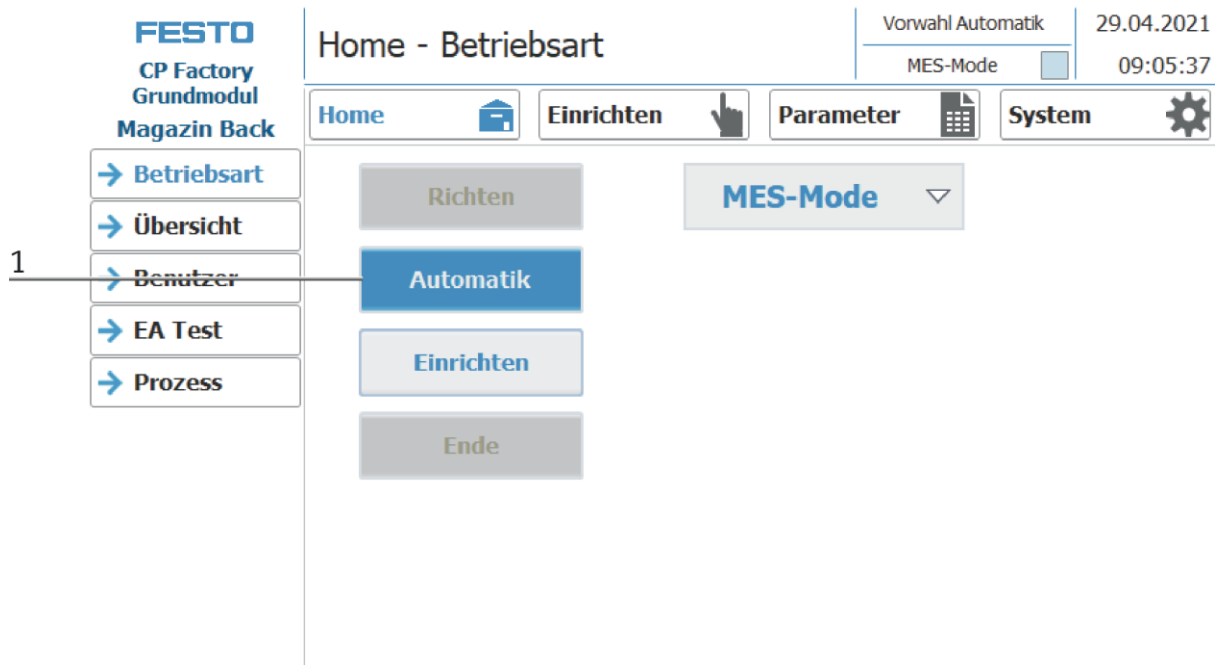 FESTO
CP Factory
Grundmodul
Magazin Back
Home - Betriebsart
Vorwahl Automatik
MES-Mode
29.04.2021
09:05:37
Home
Einrichten
Parameter
System
Betriebsart
Übersicht
Benutzer
EA Test
Prozess
1
Richten
MES-Mode
Automatik
Einrichten
Ende